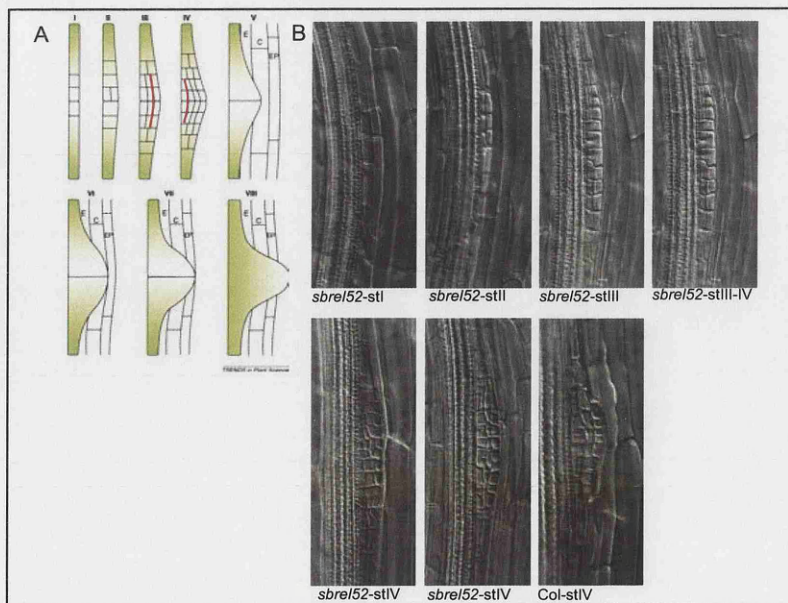 A
I II III IV V
E
C
EP
VI VII VIII
E
C
EP
E
C
EP
E
C
EP
TRENDS in Plant Science
B
sbrel52-stI sbrel52-stII sbrel52-stIII sbrel52-stIII-IV
sbrel52-stIV sbrel52-stIV Col-stIV